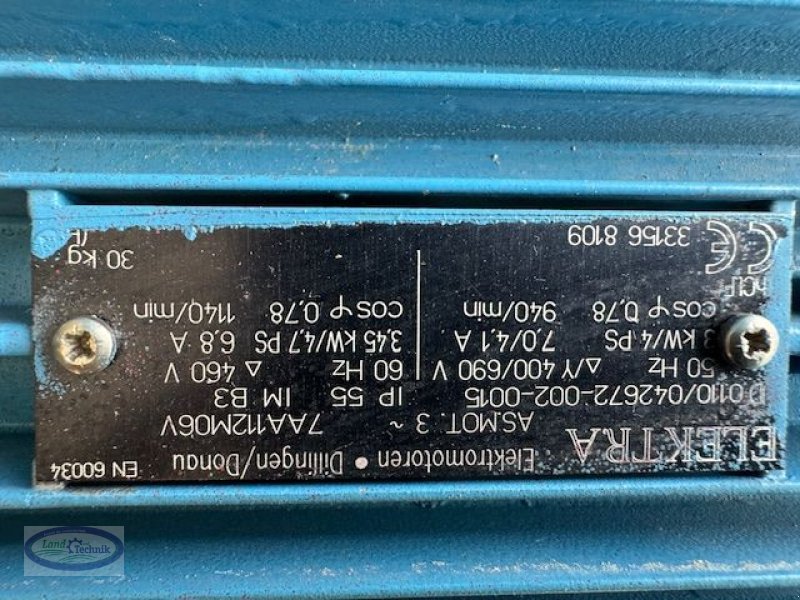 ELEKTRA Elektromotoren • Dillingen/Donau EN 60034
AS.MOT. 3 ~ 7AA112M06V
D 0110/042672-002-0015 IP 55 IM B3
50 Hz △/Y 400/690 V 60 Hz △ 460 V
3 kW/4 PS 7.0/4.1 A 3,45 kW/4,7 PS 6,8 A
cos φ 0,78 940/min cos φ 0.78 1140/min
CE 33156 8109 30 kg
Land Technik